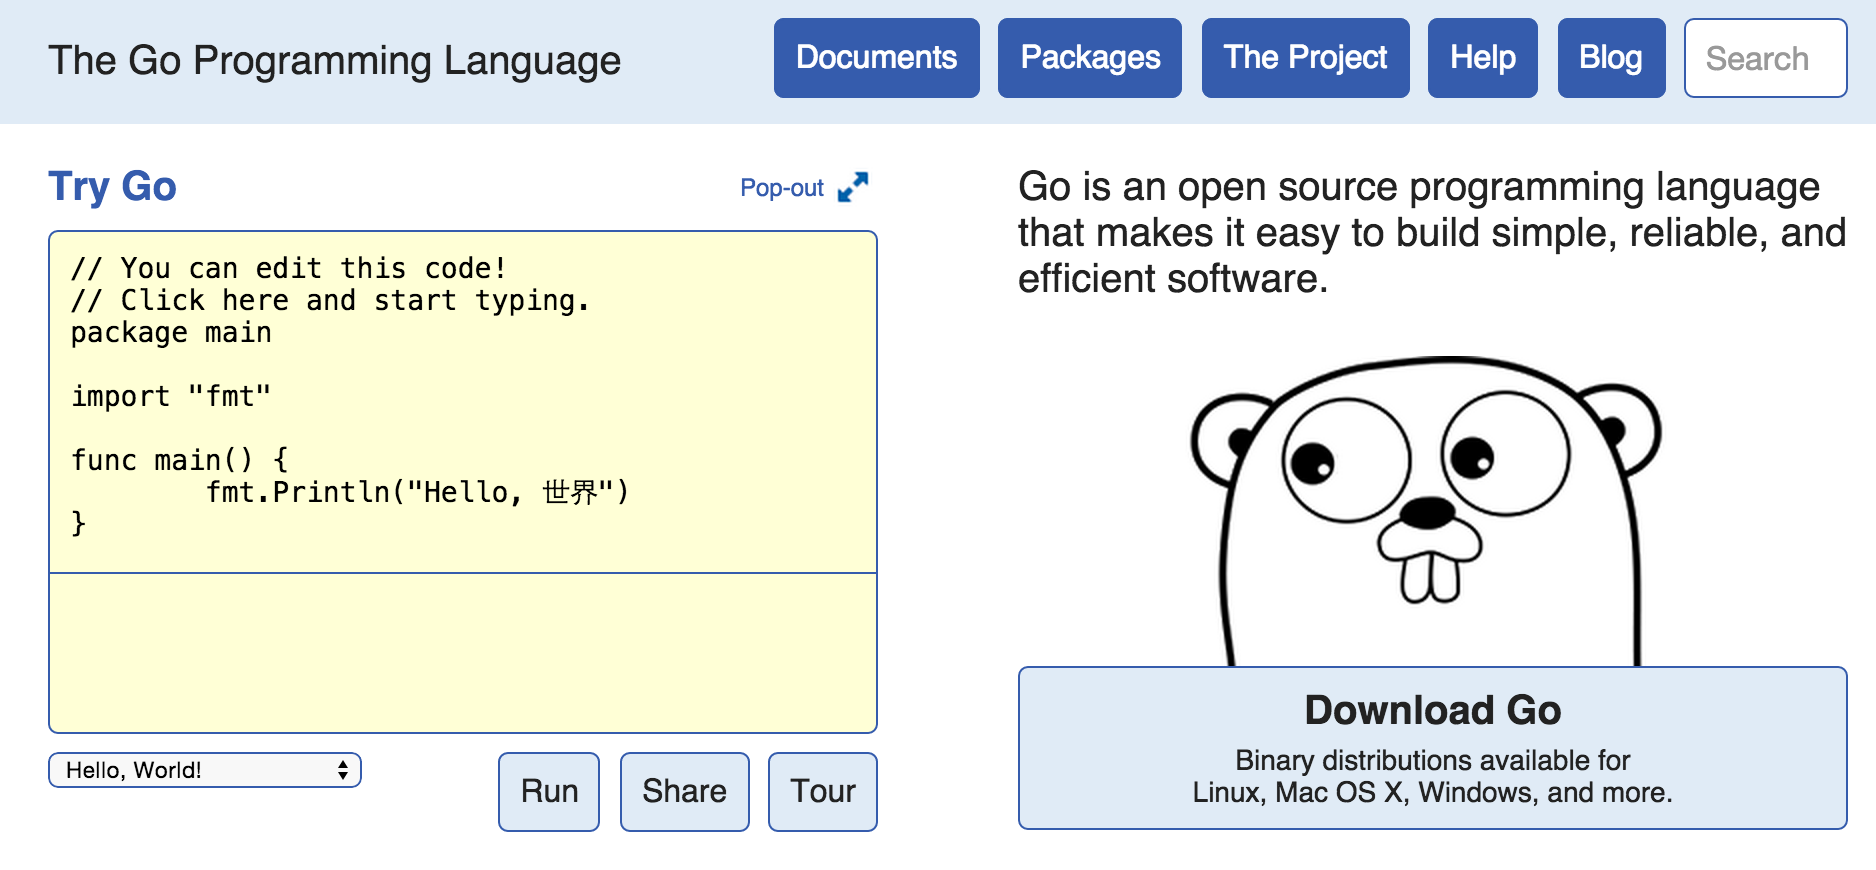 The Go Programming Language
Documents
Packages
The Project
Help
Blog
Search
Try Go
Pop-out
// You can edit this code!
// Click here and start typing.
package main
import "fmt"
func main() {
        fmt.Println("Hello, 世界")
}
Hello, World!
Run
Share
Tour
Go is an open source programming language
that makes it easy to build simple, reliable, and
efficient software.
Download Go
Binary distributions available for
Linux, Mac OS X, Windows, and more.